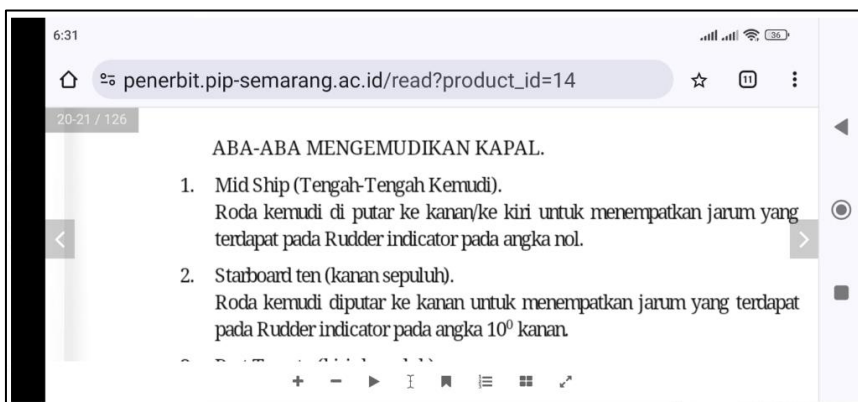 6:31
36
penerbit.pip-semarang.ac.id/read?product_id=14
11
20-21 / 126
ABA-ABA MENGEMUDIKAN KAPAL.
1. Mid Ship (Tengah-Tengah Kemudi).
Roda kemudi di putar ke kanan/ke kiri untuk menempatkan jarum yang
terdapat pada Rudder indicator pada angka nol.
2. Starboard ten (kanan sepuluh).
Roda kemudi diputar ke kanan untuk menempatkan jarum yang terdapat
pada Rudder indicator pada angka 10⁰ kanan.